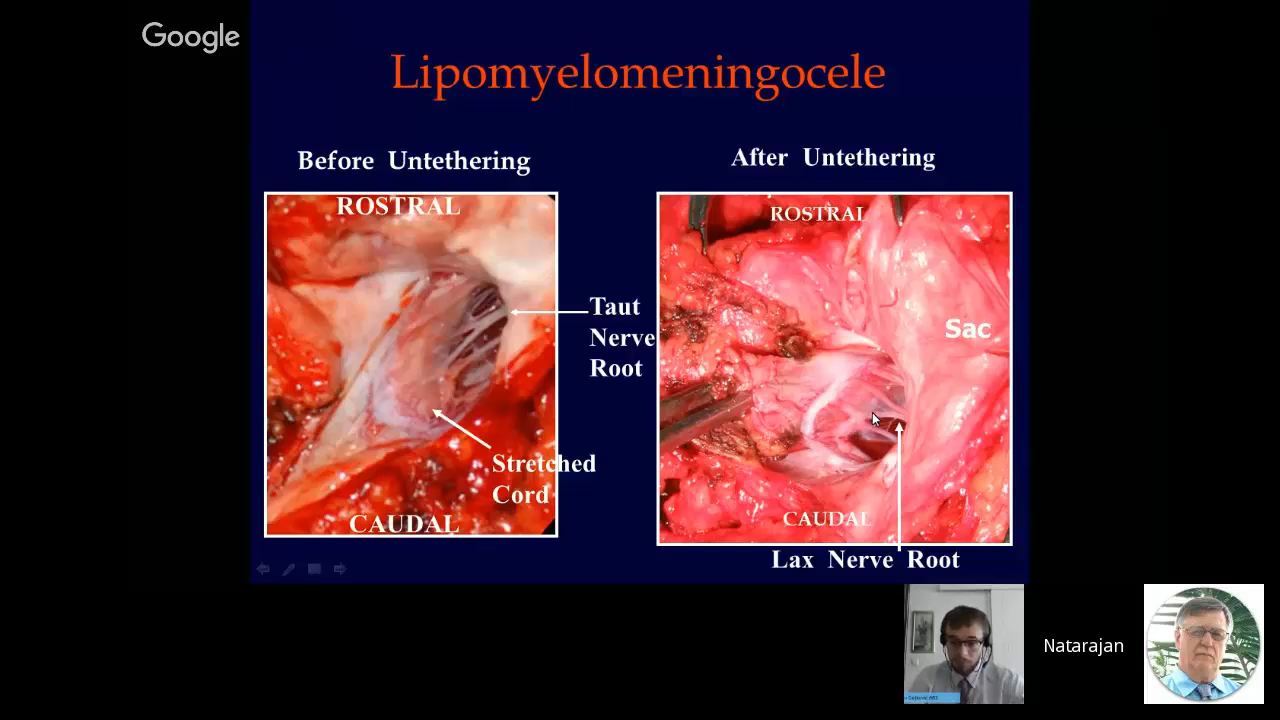 Google
Lipomyelomeningocele
Before Untethering
After Untethering
ROSTRAL
ROSTRAL
Taut
Nerve
Root
Sac
Stretched
Cord
CAUDAL
CAUDAL
Lax Nerve Root
Natarajan